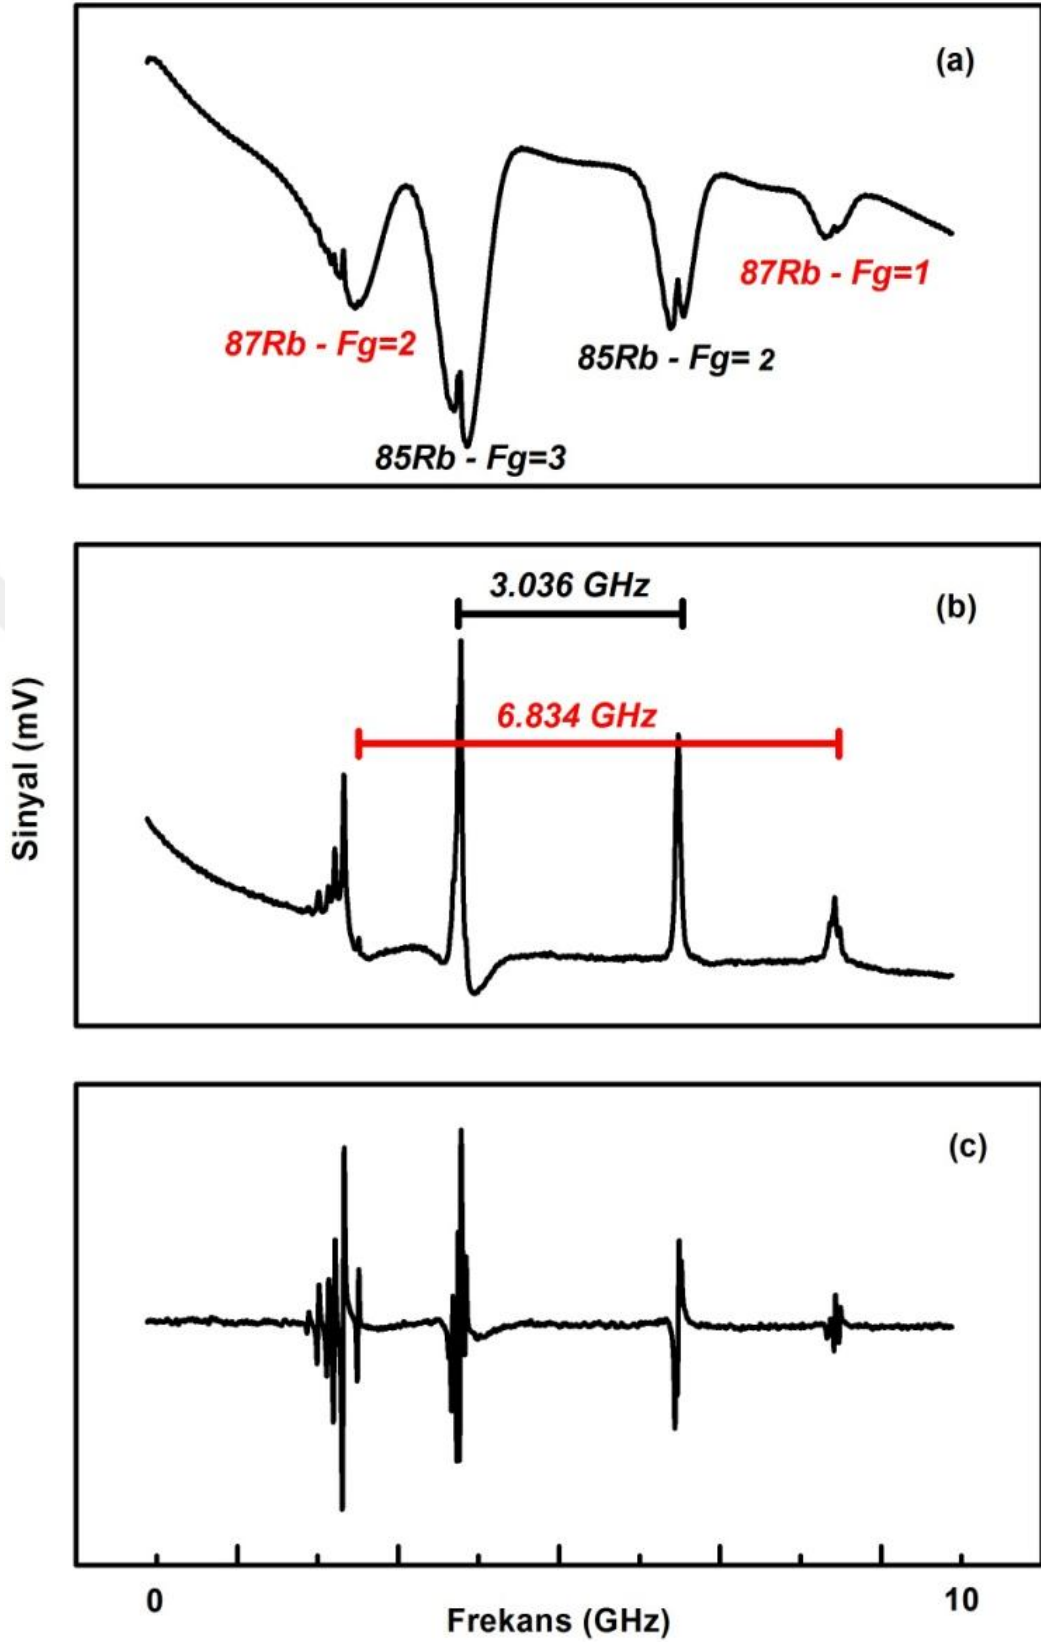 (a)
87Rb - Fg=1
87Rb - Fg=2
85Rb - Fg= 2
85Rb - Fg=3
3.036 GHz
(b)
6.834 GHz
Sinyal (mV)
(c)
0
10
Frekans (GHz)